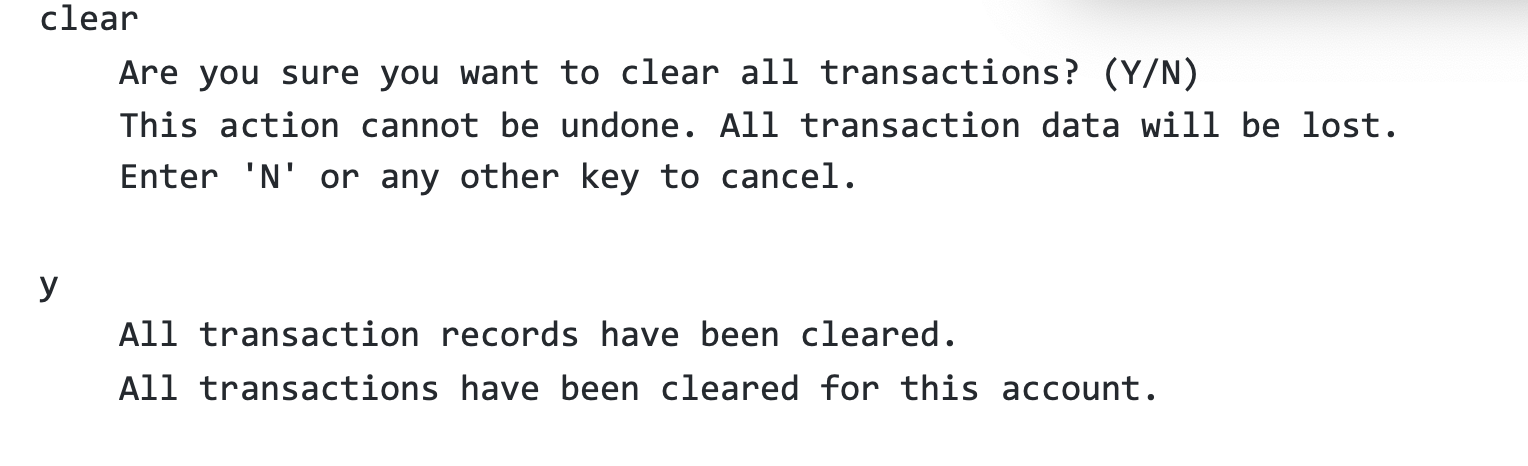 clear
Are you sure you want to clear all transactions? (Y/N)
This action cannot be undone. All transaction data will be lost.
Enter 'N' or any other key to cancel.
y
All transaction records have been cleared.
All transactions have been cleared for this account.